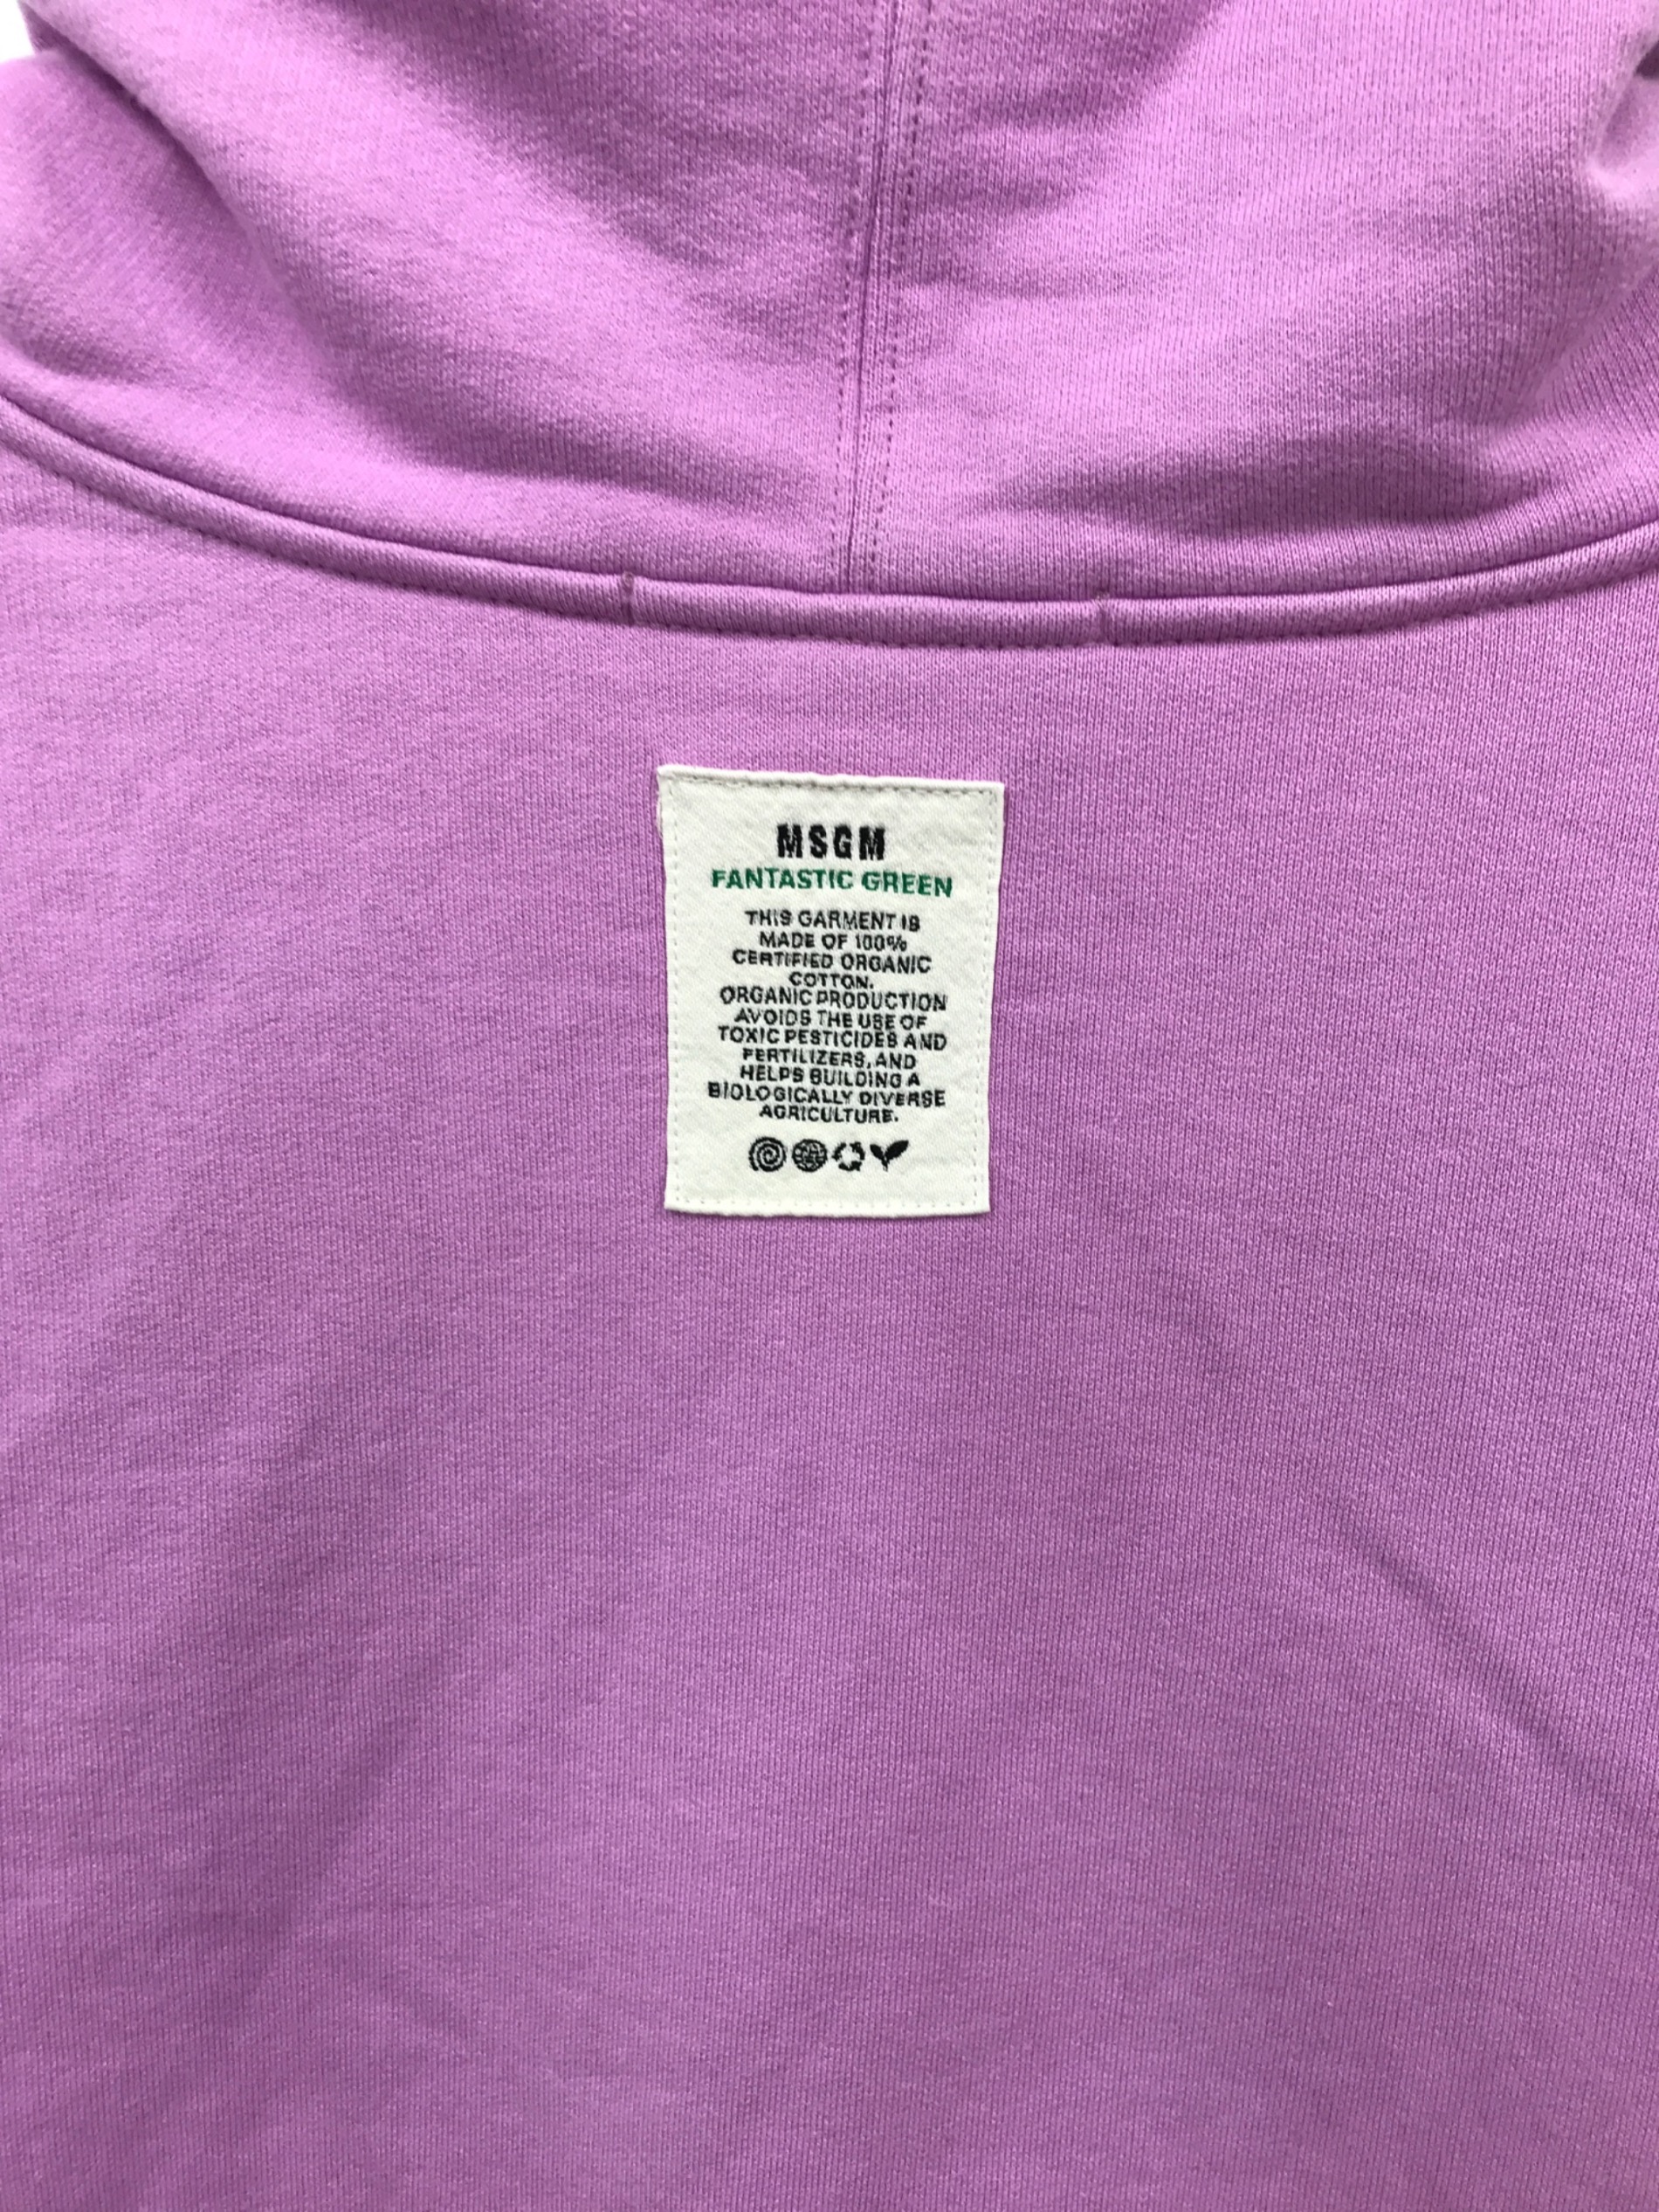 MSGM
FANTASTIC GREEN
THIS GARMENT IS
MADE OF 100%
CERTIFIED ORGANIC
COTTON.
ORGANIC PRODUCTION
AVOIDS THE USE OF
TOXIC PESTICIDES AND
FERTILIZERS, AND
HELPS BUILDING A
BIOLOGICALLY DIVERSE
AGRICULTURE.